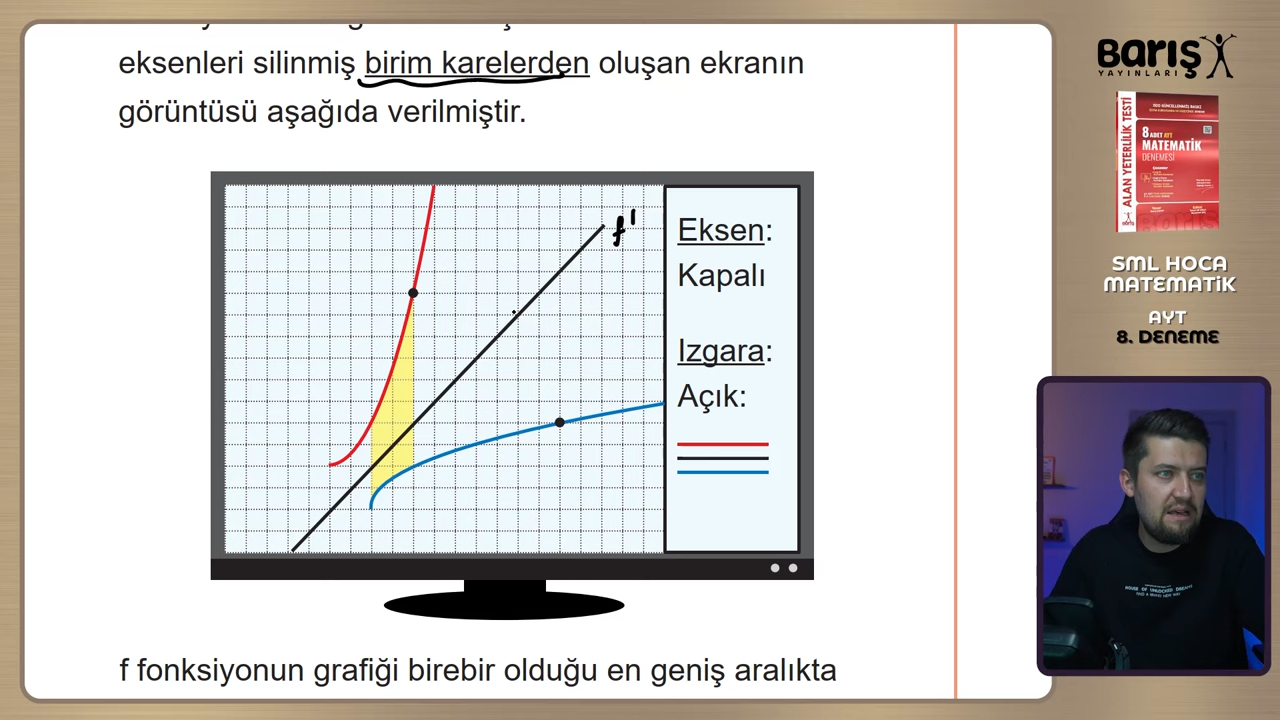 eksenleri silinmiş birim karelerden oluşan ekranın
görüntüsü aşağıda verilmiştir.
f'
Eksen:
Kapalı
Izgara:
Açık:
f fonksiyonun grafiği birebir olduğu en geniş aralıkta
Barış
YAYINLARI
ALAN YETERLİLİK TESTİ
8 ADET AYT
MATEMATİK
DENEMESİ
SML HOCA
MATEMATİK
AYT
8. DENEME